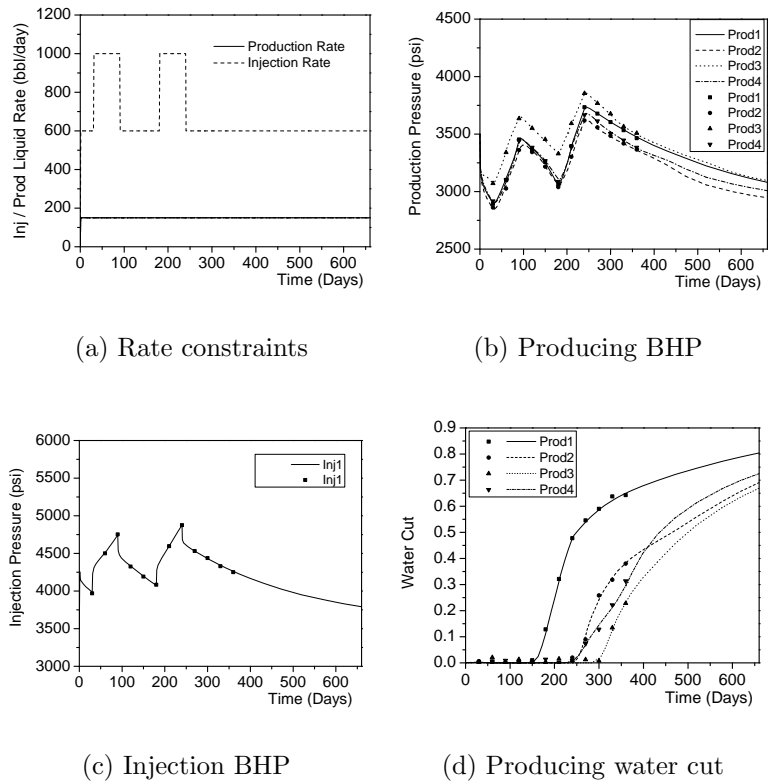 Inj / Prod Liquid Rate (bbl/day)
1200
1000
800
600
400
200
0
Production Rate
Injection Rate
0 100 200 300 400 500 600
Time (Days)
(a) Rate constraints
Production Pressure (psi)
4500
4000
3500
3000
2500
Prod1
Prod2
Prod3
Prod4
Prod1
Prod2
Prod3
Prod4
0 100 200 300 400 500 600
Time (Days)
(b) Producing BHP
Injection Pressure (psi)
6000
5500
5000
4500
4000
3500
3000
Inj1
Inj1
0 100 200 300 400 500 600
Time (Days)
(c) Injection BHP
Water Cut
0.9
0.8
0.7
0.6
0.5
0.4
0.3
0.2
0.1
0.0
Prod1
Prod2
Prod3
Prod4
0 100 200 300 400 500 600
Time (Days)
(d) Producing water cut